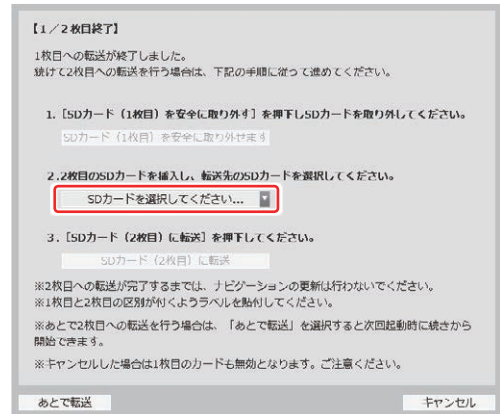 【1／2枚目終了】
1枚目への転送が終了しました。
続けて2枚目への転送を行う場合は、下記の手順に従って進めてください。
1．［SDカード（1枚目）を安全に取り外す］を押下しSDカードを取り外してください。
SDカード（1枚目）を安全に取り外せます
2.2枚目のSDカードを挿入し、転送先のSDカードを選択してください。
SDカードを選択してください...
3．［SDカード（2枚目）に転送］を押下してください。
SDカード（2枚目）に転送
※2枚目への転送が完了するまでは、ナビゲーションの更新は行わないでください。
※1枚目と2枚目の区別が付くようラベルを貼付してください。
※あとで2枚目への転送を行う場合は、「あとで転送」を選択すると次回起動時に続きから
開始できます。
※キャンセルした場合は1枚目のカードも無効となります。ご注意ください。
あとで転送
キャンセル